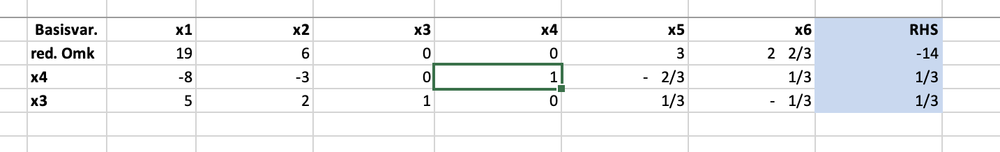 Basisvar. x1 x2 x3 x4 x5 x6 RHS
red. Omk 19 6 0 0 3 2 2/3 -14
x4 -8 -3 0 1 - 2/3 1/3 1/3
x3 5 2 1 0 1/3 - 1/3 1/3